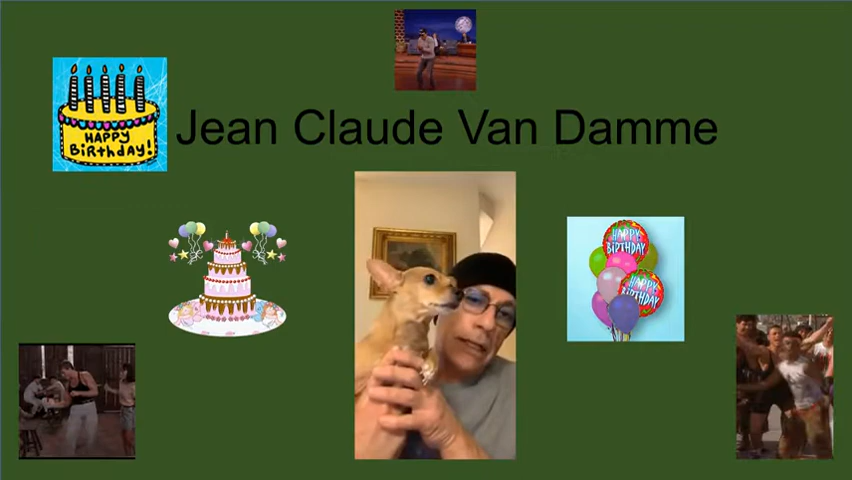 HAPPY
BiRthdAY!
Jean Claude Van Damme
HAPPY
BIRTHDAY
HAPPY
BIRTHDAY